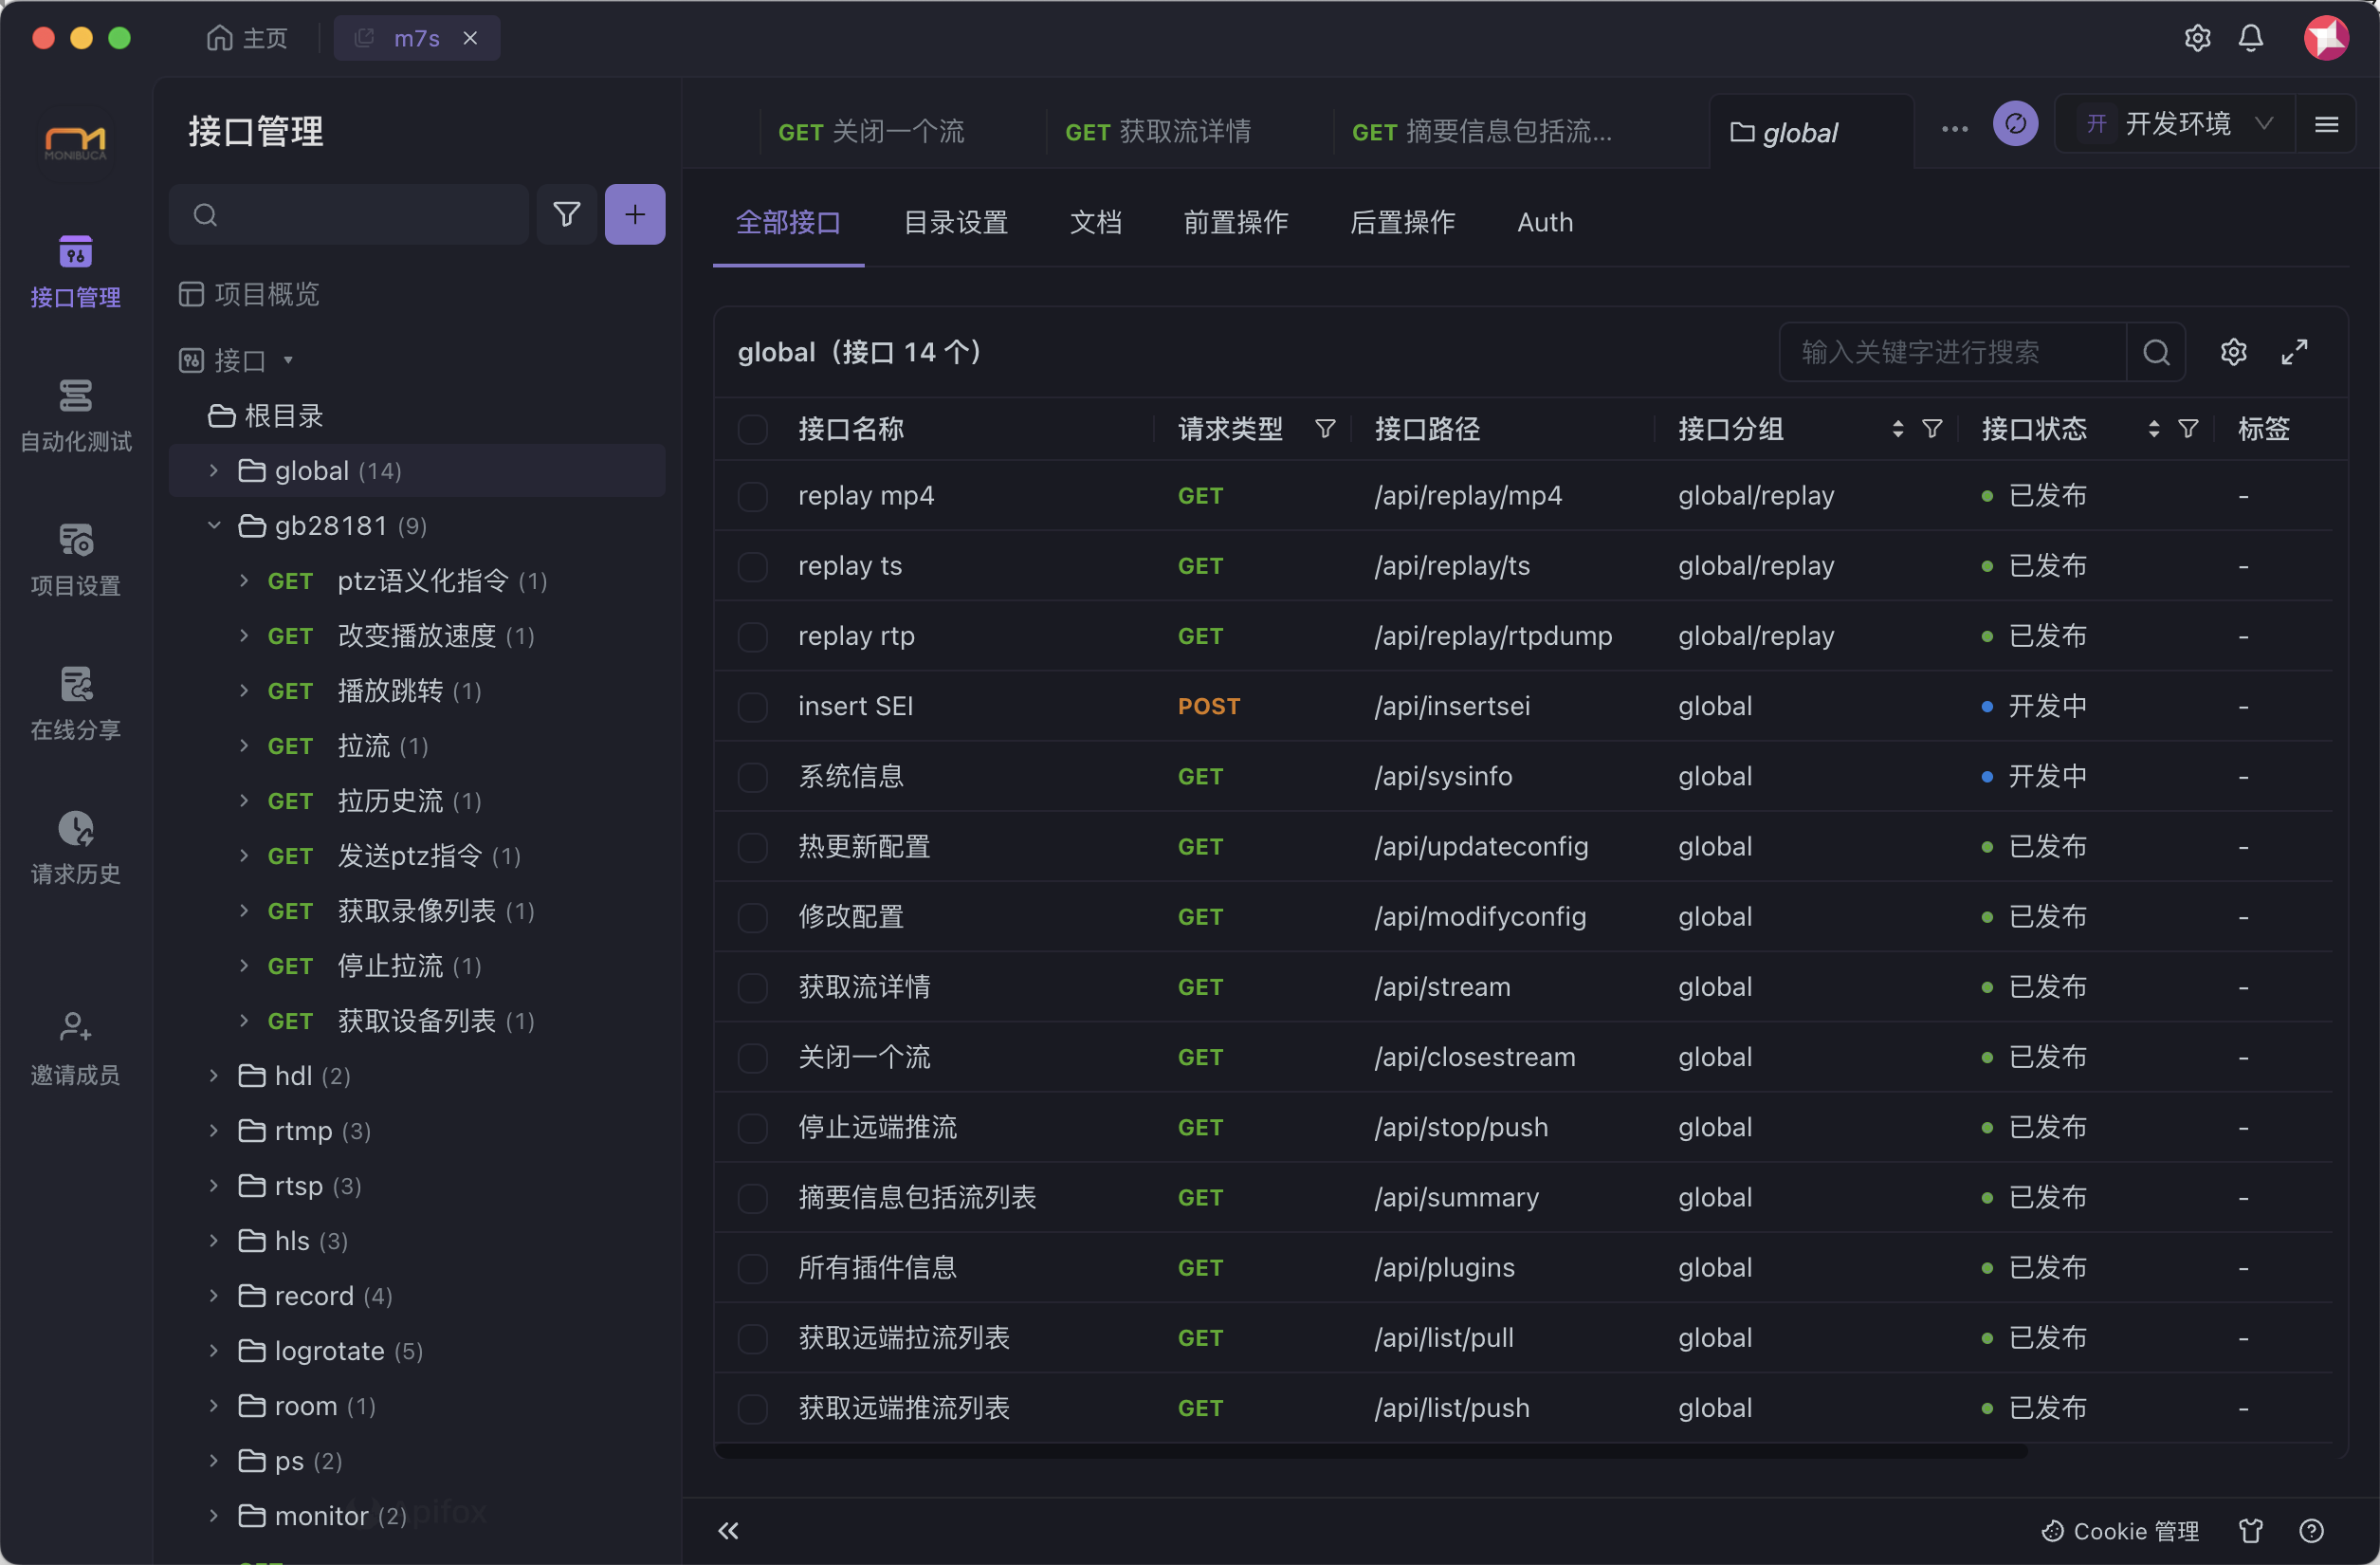 主页
m7s
MONIBUCA
接口管理
自动化测试
项目设置
在线分享
请求历史
邀请成员
接口管理
项目概览
接口
根目录
global (14)
gb28181 (9)
GET ptz语义化指令 (1)
GET 改变播放速度 (1)
GET 播放跳转 (1)
GET 拉流 (1)
GET 拉历史流 (1)
GET 发送ptz指令 (1)
GET 获取录像列表 (1)
GET 停止拉流 (1)
GET 获取设备列表 (1)
hdl (2)
rtmp (3)
rtsp (3)
hls (3)
record (4)
logrotate (5)
room (1)
ps (2)
monitor (2)
Apifox
GET 关闭一个流
GET 获取流详情
GET 摘要信息包括流...
global
开 开发环境
全部接口 目录设置 文档 前置操作 后置操作 Auth
global（接口 14 个）
输入关键字进行搜索
接口名称 请求类型 接口路径 接口分组 接口状态 标签
replay mp4 GET /api/replay/mp4 global/replay 已发布 -
replay ts GET /api/replay/ts global/replay 已发布 -
replay rtp GET /api/replay/rtpdump global/replay 已发布 -
insert SEI POST /api/insertsei global 开发中 -
系统信息 GET /api/sysinfo global 开发中 -
热更新配置 GET /api/updateconfig global 已发布 -
修改配置 GET /api/modifyconfig global 已发布 -
获取流详情 GET /api/stream global 已发布 -
关闭一个流 GET /api/closestream global 已发布 -
停止远端推流 GET /api/stop/push global 已发布 -
摘要信息包括流列表 GET /api/summary global 已发布 -
所有插件信息 GET /api/plugins global 已发布 -
获取远端拉流列表 GET /api/list/pull global 已发布 -
获取远端推流列表 GET /api/list/push global 已发布 -
Cookie 管理